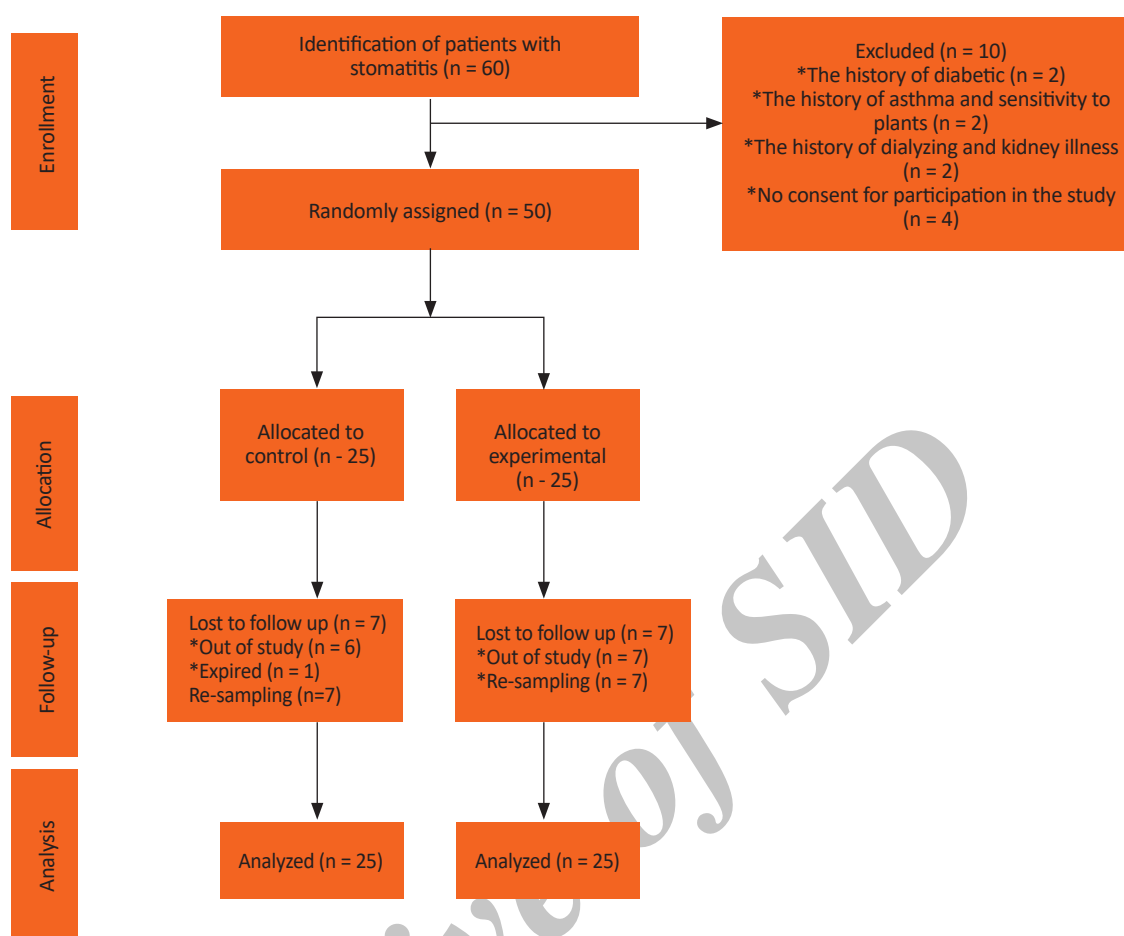 Enrollment
Identification of patients with
stomatitis (n = 60)
Excluded (n = 10)
*The history of diabetic (n = 2)
*The history of asthma and sensitivity to
plants (n = 2)
*The history of dialyzing and kidney illness
(n = 2)
*No consent for participation in the study
(n = 4)
Randomly assigned (n = 50)
Allocation
Allocated to
control (n - 25)
Allocated to
experimental
(n - 25)
Follow-up
Lost to follow up (n = 7)
*Out of study (n = 6)
*Expired (n = 1)
Re-sampling (n=7)
Lost to follow up (n = 7)
*Out of study (n = 7)
*Re-sampling (n = 7)
Analysis
Analyzed (n = 25)
Analyzed (n = 25)
of SID